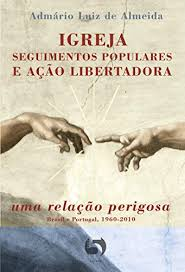 Admário Luiz de Almeida
IGREJA
SEGUIMENTOS POPULARES
E AÇÃO LIBERTADORA
uma relação perigosa
Brasil e Portugal, 1960-2010